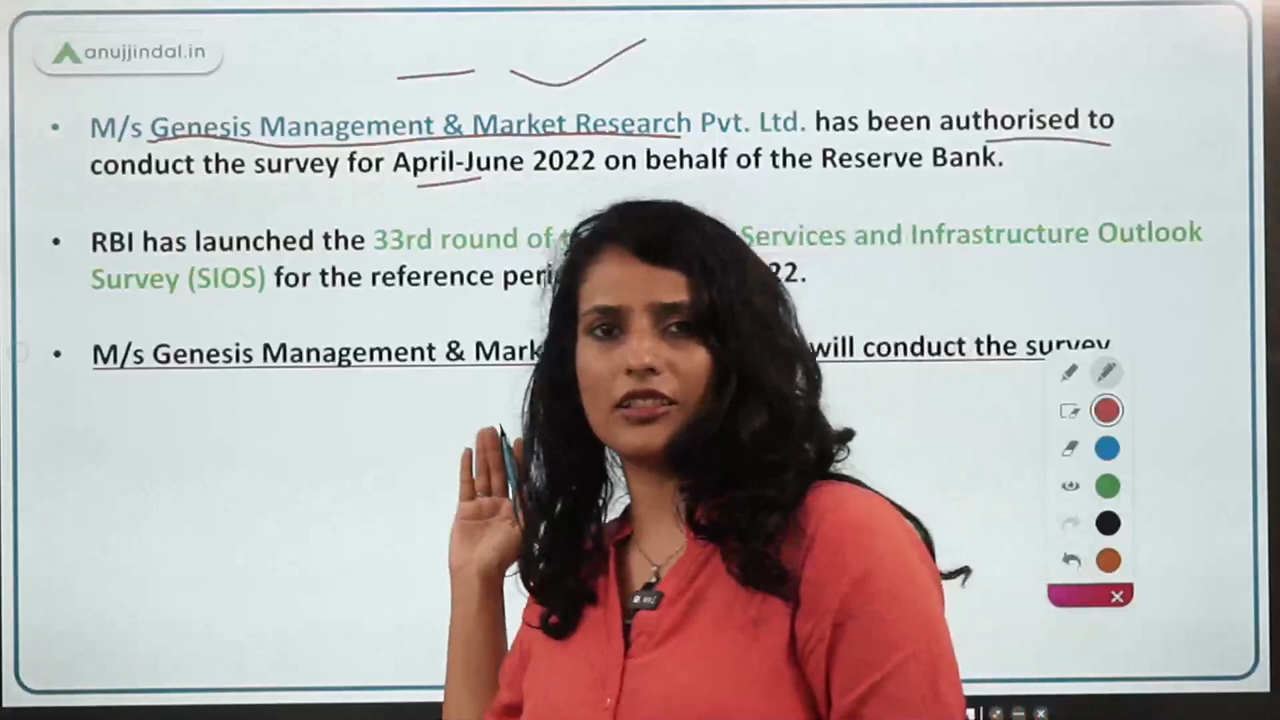 anujjindal.in
• M/s Genesis Management & Market Research Pvt. Ltd. has been authorised to
conduct the survey for April-June 2022 on behalf of the Reserve Bank.
• RBI has launched the 33rd round of Services and Infrastructure Outlook
Survey (SIOS) for the reference 22.
• M/s Genesis Management & will conduct the survey